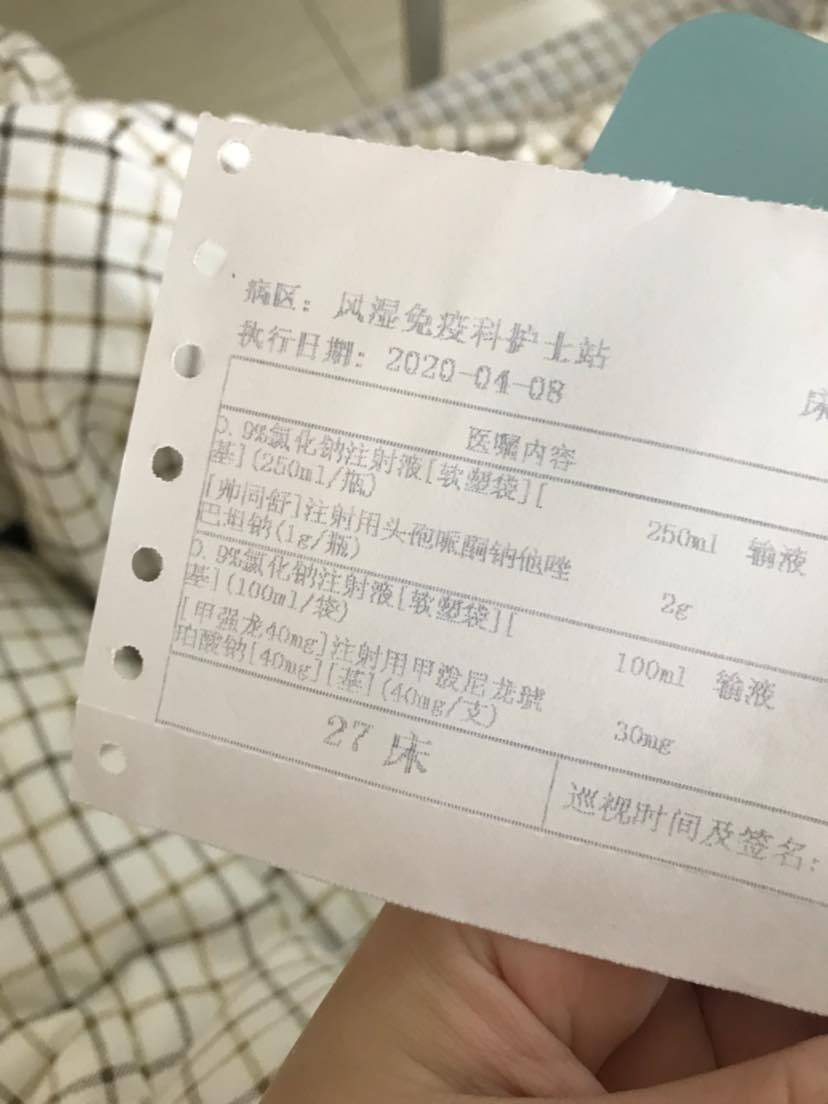 病区: 风湿免疫科护士站
执行日期: 2020-04-08
床
医嘱内容
0.9%氯化钠注射液[软塑袋][
基](250ml/瓶)
250ml 输液
[帅同舒]注射用头孢哌酮钠他唑
巴坦钠(1g/瓶)
2g
0.9%氯化钠注射液[软塑袋][
基](100ml/袋)
100ml 输液
[甲强龙40mg]注射用甲泼尼龙琥
珀酸钠[40mg][基](40mg/支)
30mg
27床
巡视时间及签名: